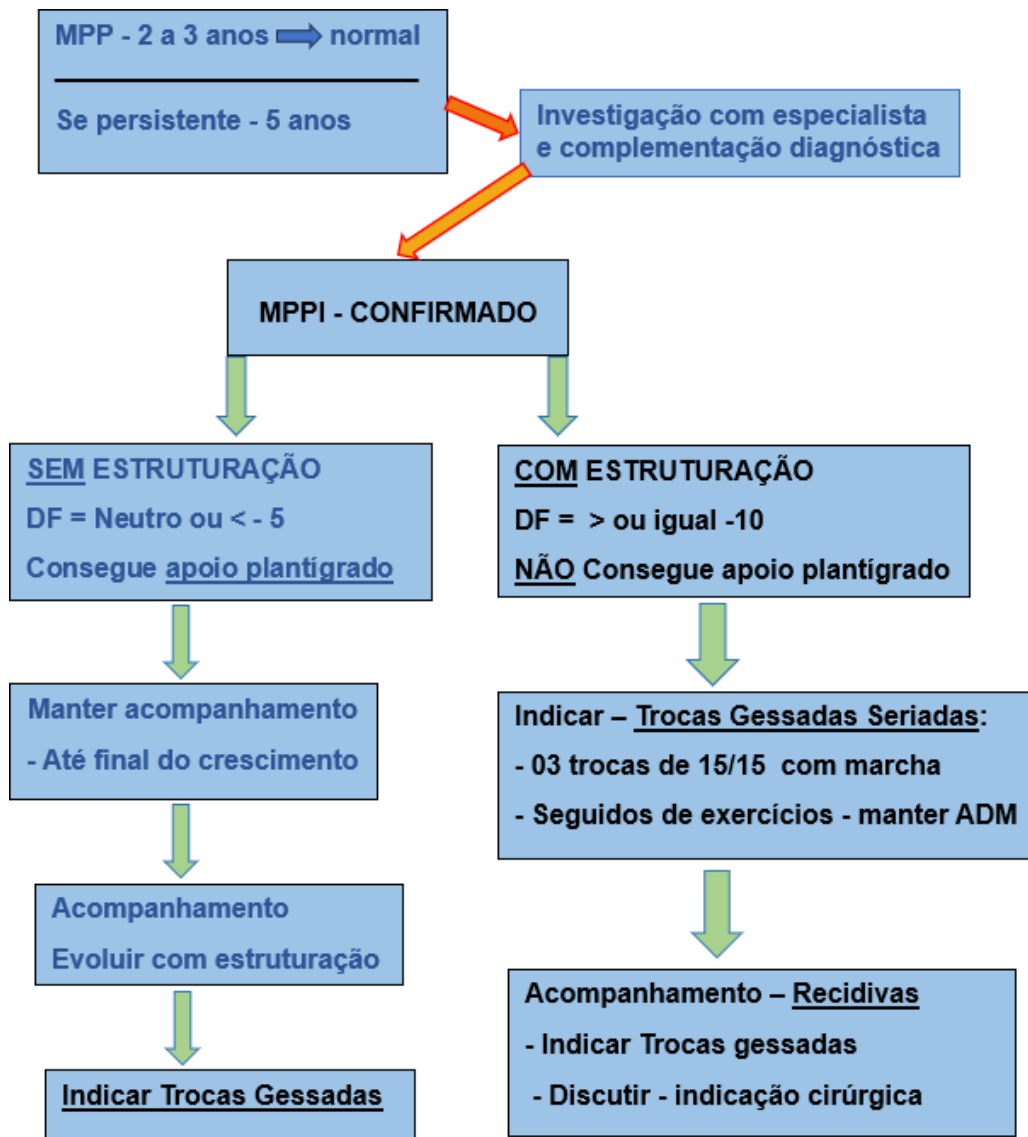 MPP - 2 a 3 anos normal
Se persistente - 5 anos
Investigação com especialista
e complementação diagnóstica
MPPI - CONFIRMADO
SEM ESTRUTURAÇÃO
DF = Neutro ou < - 5
Consegue apoio plantígrado
COM ESTRUTURAÇÃO
DF = > ou igual -10
NÃO Consegue apoio plantígrado
Manter acompanhamento
- Até final do crescimento
Indicar – Trocas Gessadas Seriadas:
- 03 trocas de 15/15 com marcha
- Seguidos de exercícios - manter ADM
Acompanhamento
Evoluir com estruturação
Acompanhamento – Recidivas
- Indicar Trocas gessadas
- Discutir - indicação cirúrgica
Indicar Trocas Gessadas